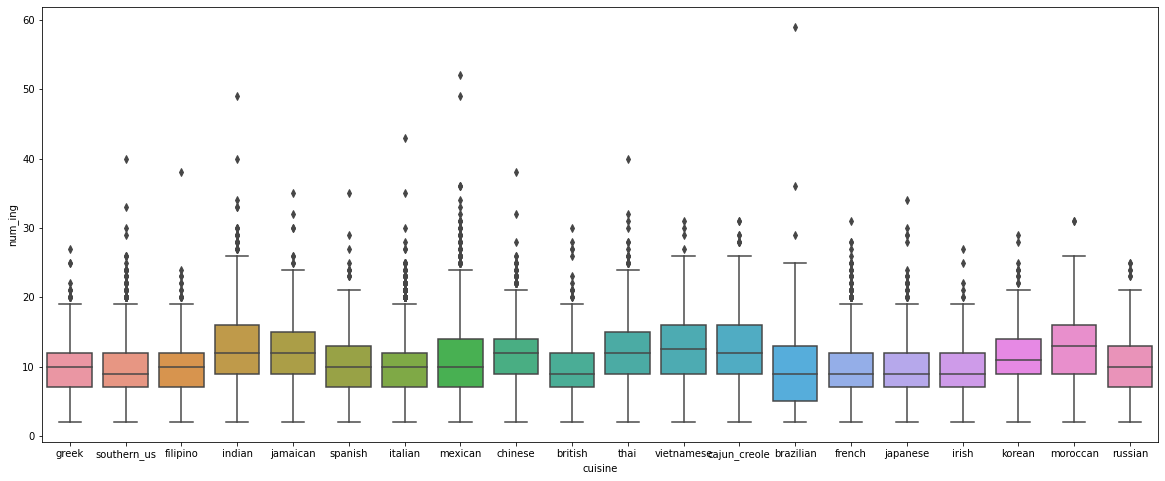 60
50
40
30
20
10
0
num_ing
greek southern_us filipino indian jamaican spanish italian mexican chinese british thai vietnamese cajun_creole brazilian french japanese irish korean moroccan russian
cuisine